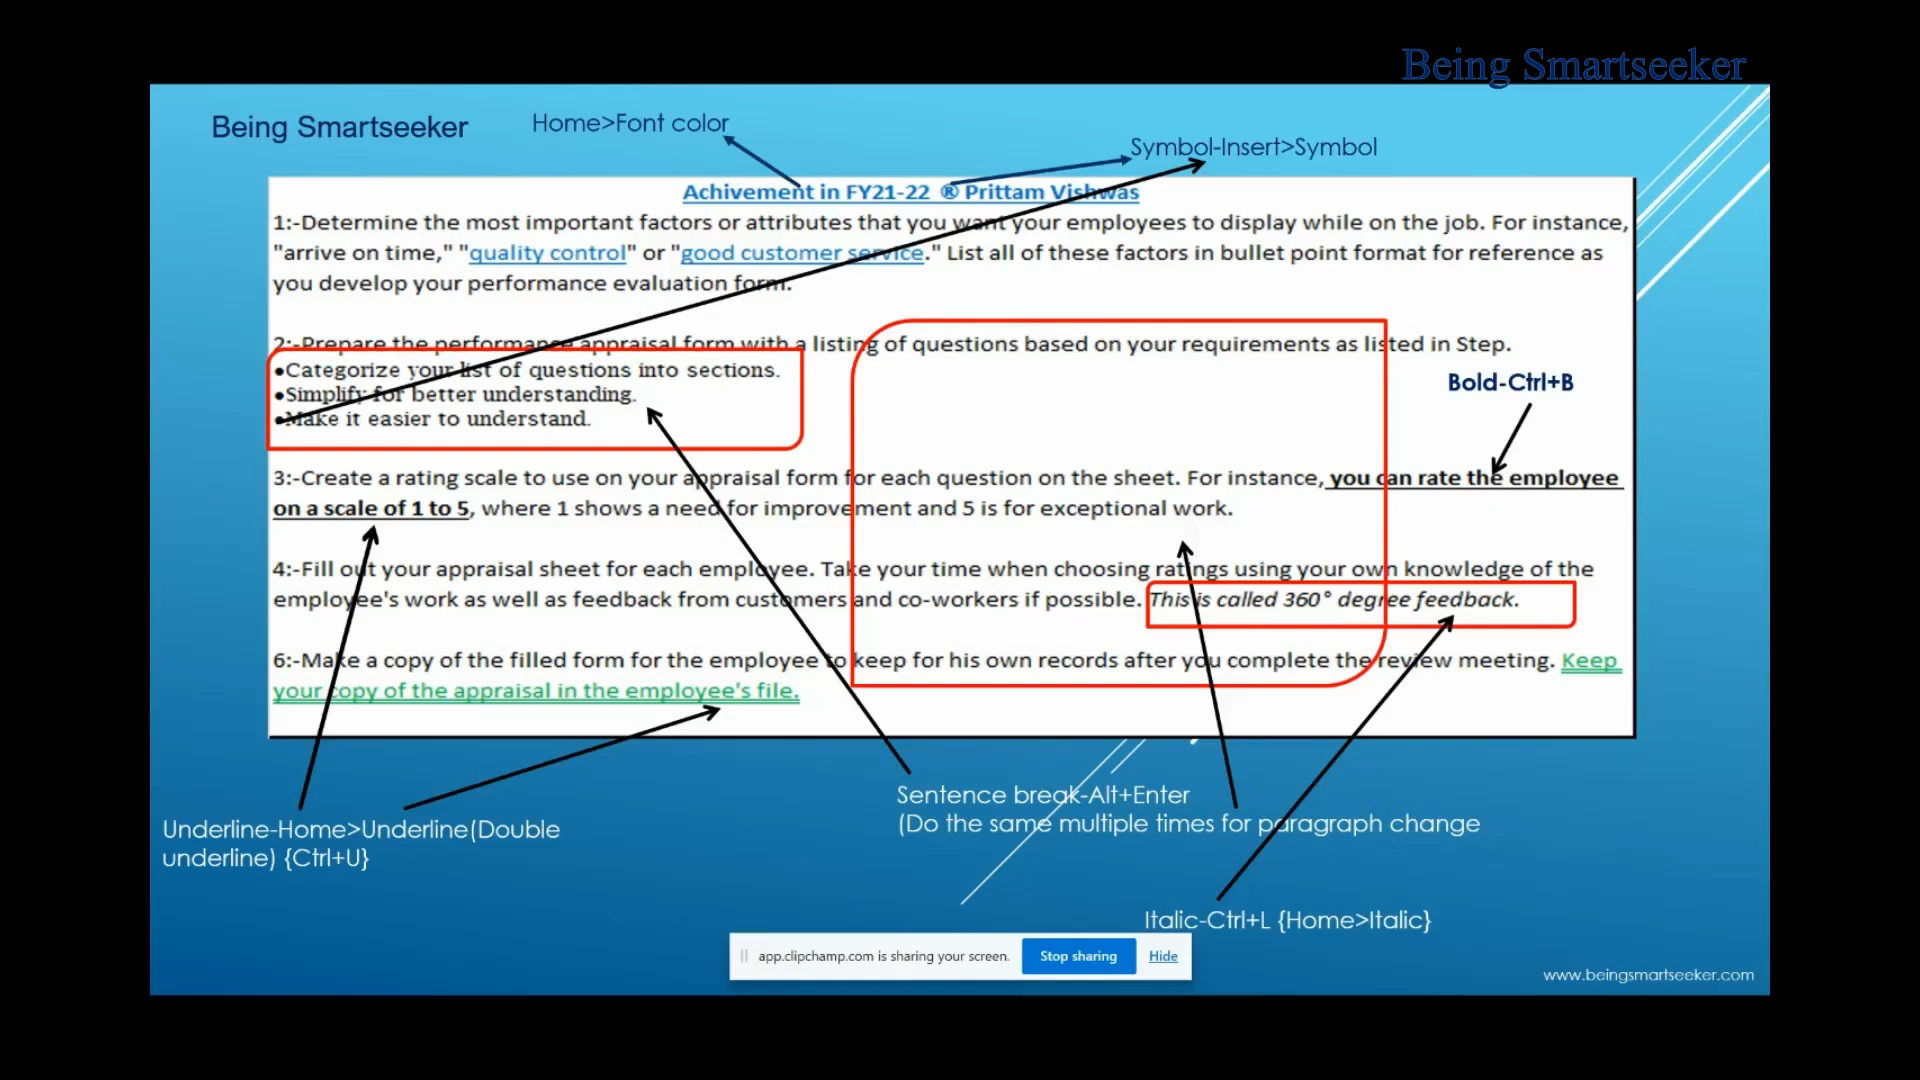 Being Smartseeker
Being Smartseeker
Home>Font color
Symbol-Insert>Symbol
Achivement in FY21-22 ® Prittam Vishwas
1:-Determine the most important factors or attributes that you want your employees to display while on the job. For instance,
"arrive on time," "quality control" or "good customer service." List all of these factors in bullet point format for reference as
you develop your performance evaluation form.
2:-Prepare the performance appraisal form with a listing of questions based on your requirements as listed in Step.
•Categorize your list of questions into sections.
•Simplify for better understanding.
•Make it easier to understand.
Bold-Ctrl+B
3:-Create a rating scale to use on your appraisal form for each question on the sheet. For instance, you can rate the employee
on a scale of 1 to 5, where 1 shows a need for improvement and 5 is for exceptional work.
4:-Fill out your appraisal sheet for each employee. Take your time when choosing ratings using your own knowledge of the
employee's work as well as feedback from customers and co-workers if possible. This is called 360° degree feedback.
6:-Make a copy of the filled form for the employee to keep for his own records after you complete the review meeting. Keep
your copy of the appraisal in the employee's file.
Sentence break-Alt+Enter
(Do the same multiple times for paragraph change
Underline-Home>Underline(Double
underline) {Ctrl+U}
Italic-Ctrl+L {Home>Italic}
app.clipchamp.com is sharing your screen.
Stop sharing
Hide
www.beingsmartseeker.com